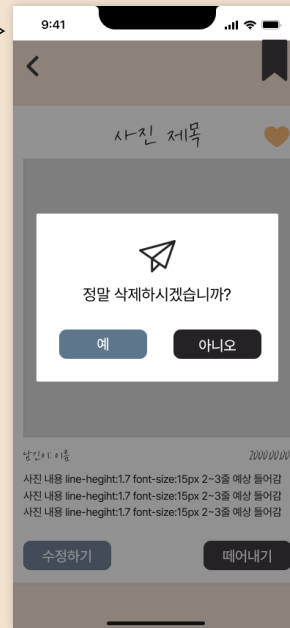 9:41
사진 제목
정말 삭제하시겠습니까?
예
아니오
남긴이 이름
2000.00.00
사진 내용 line-hegiht:1.7 font-size:15px 2~3줄 예상 들어감
사진 내용 line-hegiht:1.7 font-size:15px 2~3줄 예상 들어감
사진 내용 line-hegiht:1.7 font-size:15px 2~3줄 예상 들어감
수정하기
떼어내기